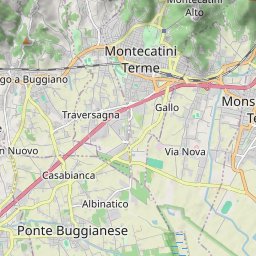 Montecatini
Alto
Montecatini
Terme
go a Buggiano
Mons
Te
Traversagna
Gallo
n Nuovo
Via Nova
Casabianca
Albinatico
Ponte Buggianese